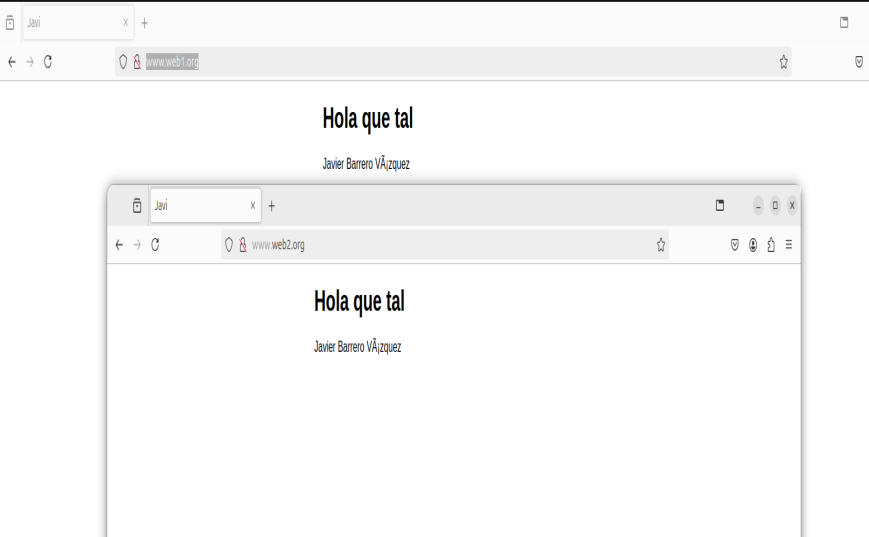 Javi
www.web1.org
Hola que tal
Javier Barrero VÃ¡zquez
Javi
www.web2.org
Hola que tal
Javier Barrero VÃ¡zquez